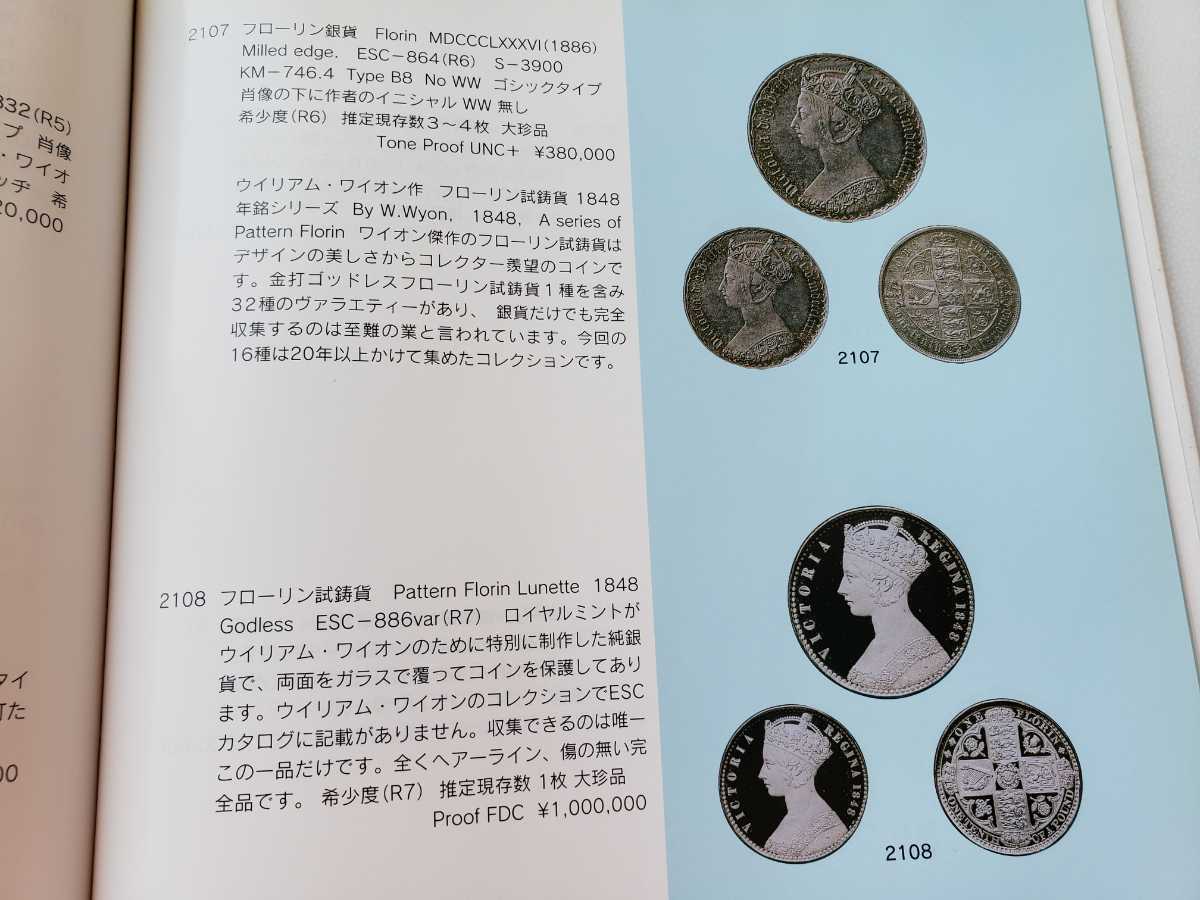 332(R5)
プ 肖像
・ワイオ
ッヂ 希
20,000
タイ
打た
00
2107 フローリン銀貨 Florin MDCCCLXXXVI(1886)
Milled edge. ESC-864(R6) S-3900
KM-746.4 Type B8 No WW ゴシックタイプ
肖像の下に作者のイニシャル WW 無し
希少度(R6) 推定現存数3～4枚 大珍品
Tone Proof UNC+ ¥380,000
ウイリアム・ワイオン作 フローリン試鋳貨 1848
年銘シリーズ By W.Wyon, 1848, A series of
Pattern Florin ワイオン傑作のフローリン試鋳貨は
デザインの美しさからコレクター羨望のコインで
す。金打ゴッドレスフローリン試鋳貨1種を含み
32種のヴァラエティーがあり、 銀貨だけでも完全
収集するのは至難の業と言われています。今回の
16種は20年以上かけて集めたコレクションです。
2108 フローリン試鋳貨 Pattern Florin Lunette 1848
Godless ESC-886var(R7) ロイヤルミントが
ウイリアム・ワイオンのために特別に制作した純銀
貨で、両面をガラスで覆ってコインを保護してあり
ます。ウイリアム・ワイオンのコレクションでESC
カタログに記載がありません。収集できるのは唯一
この一品だけです。全くヘアーライン、傷の無い完
全品です。 希少度(R7) 推定現存数 1枚 大珍品
Proof FDC ¥1,000,000
2107
VICTORIA REGINA 1848
VICTORIA REGINA 1848
ONE FLORIN
ONE TENTH OF A POUND
2108